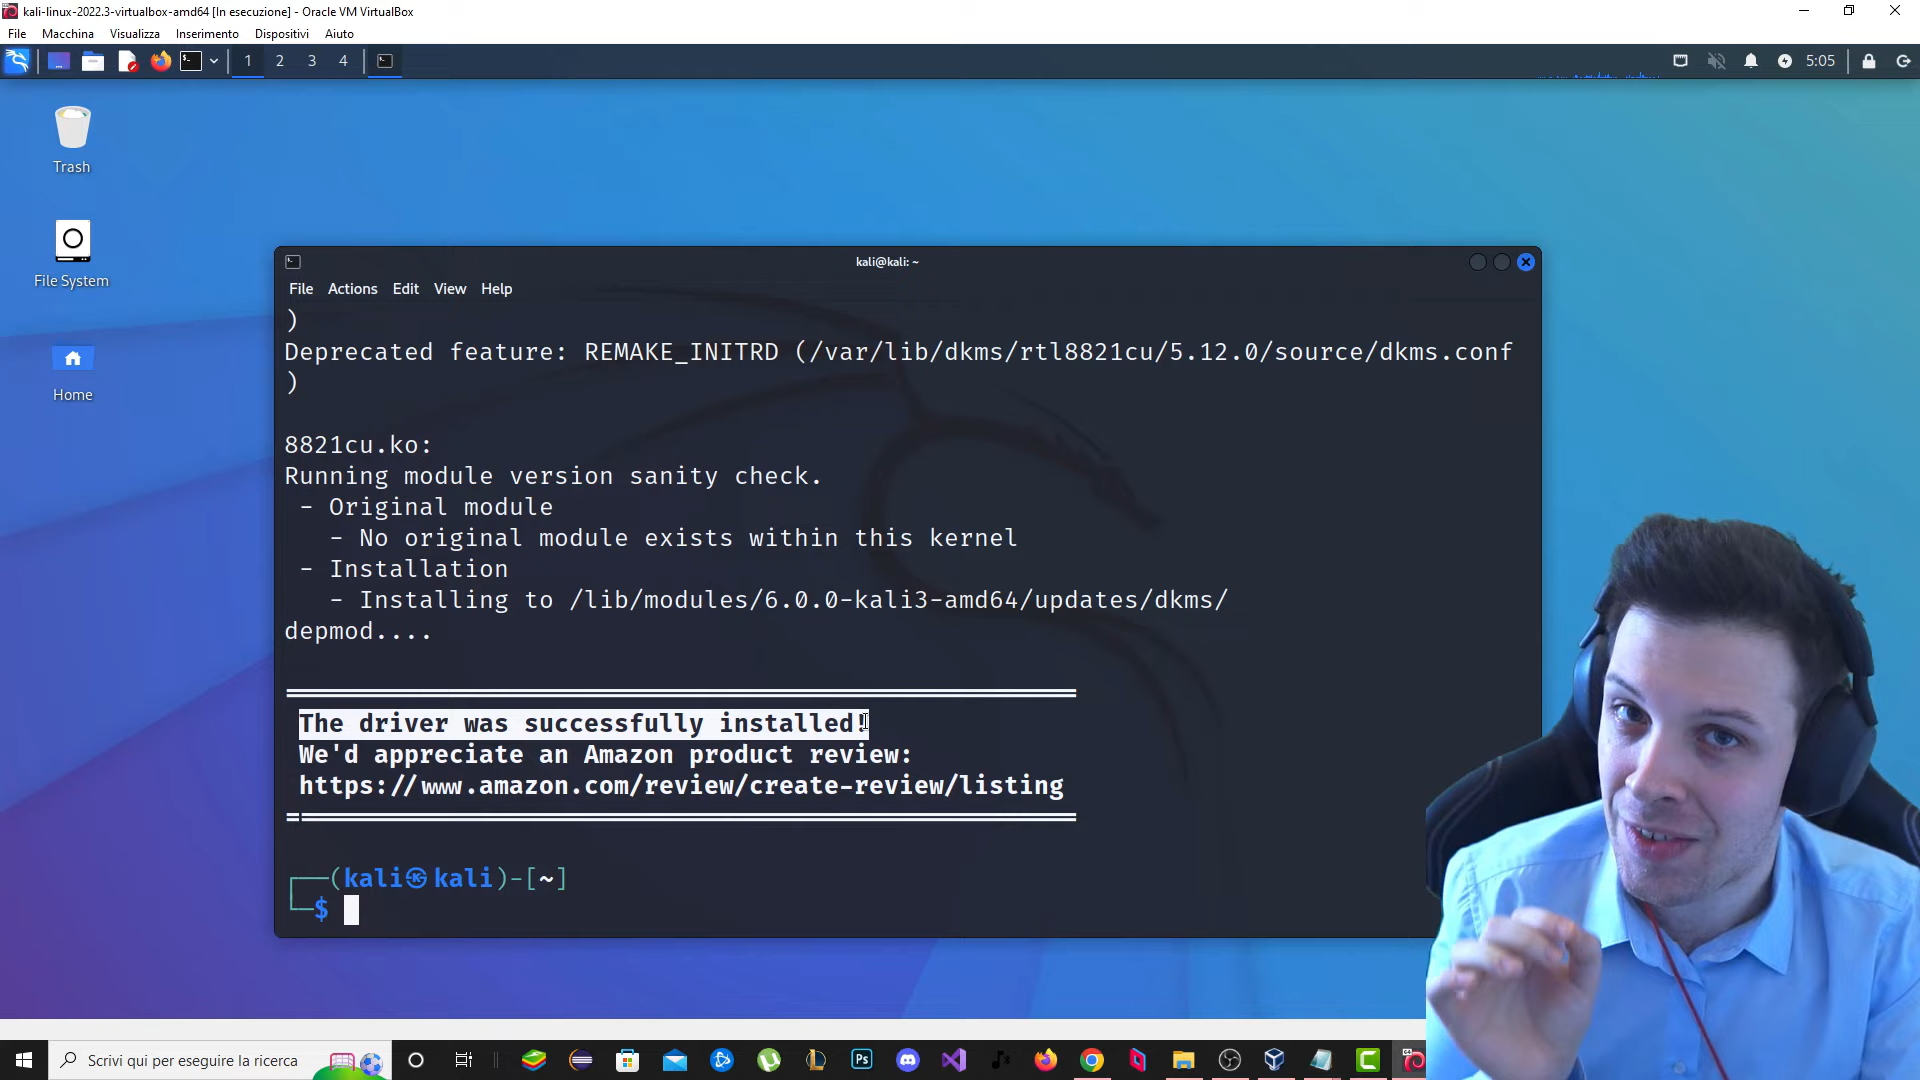 kali-linux-2022.3-virtualbox-amd64 [In esecuzione] - Oracle VM VirtualBox
File Macchina Visualizza Inserimento Dispositivi Aiuto
1 2 3 4 5:05
Trash
File System
Home
kali@kali: ~
File Actions Edit View Help
)
Deprecated feature: REMAKE_INITRD (/var/lib/dkms/rtl8821cu/5.12.0/source/dkms.conf
)
8821cu.ko:
Running module version sanity check.
- Original module
- No original module exists within this kernel
- Installation
- Installing to /lib/modules/6.0.0-kali3-amd64/updates/dkms/
depmod....
The driver was successfully installed!
We'd appreciate an Amazon product review:
https://www.amazon.com/review/create-review/listing
┌──(kali㉿kali)-[~]
└─$
Scrivi qui per eseguire la ricerca
Ps